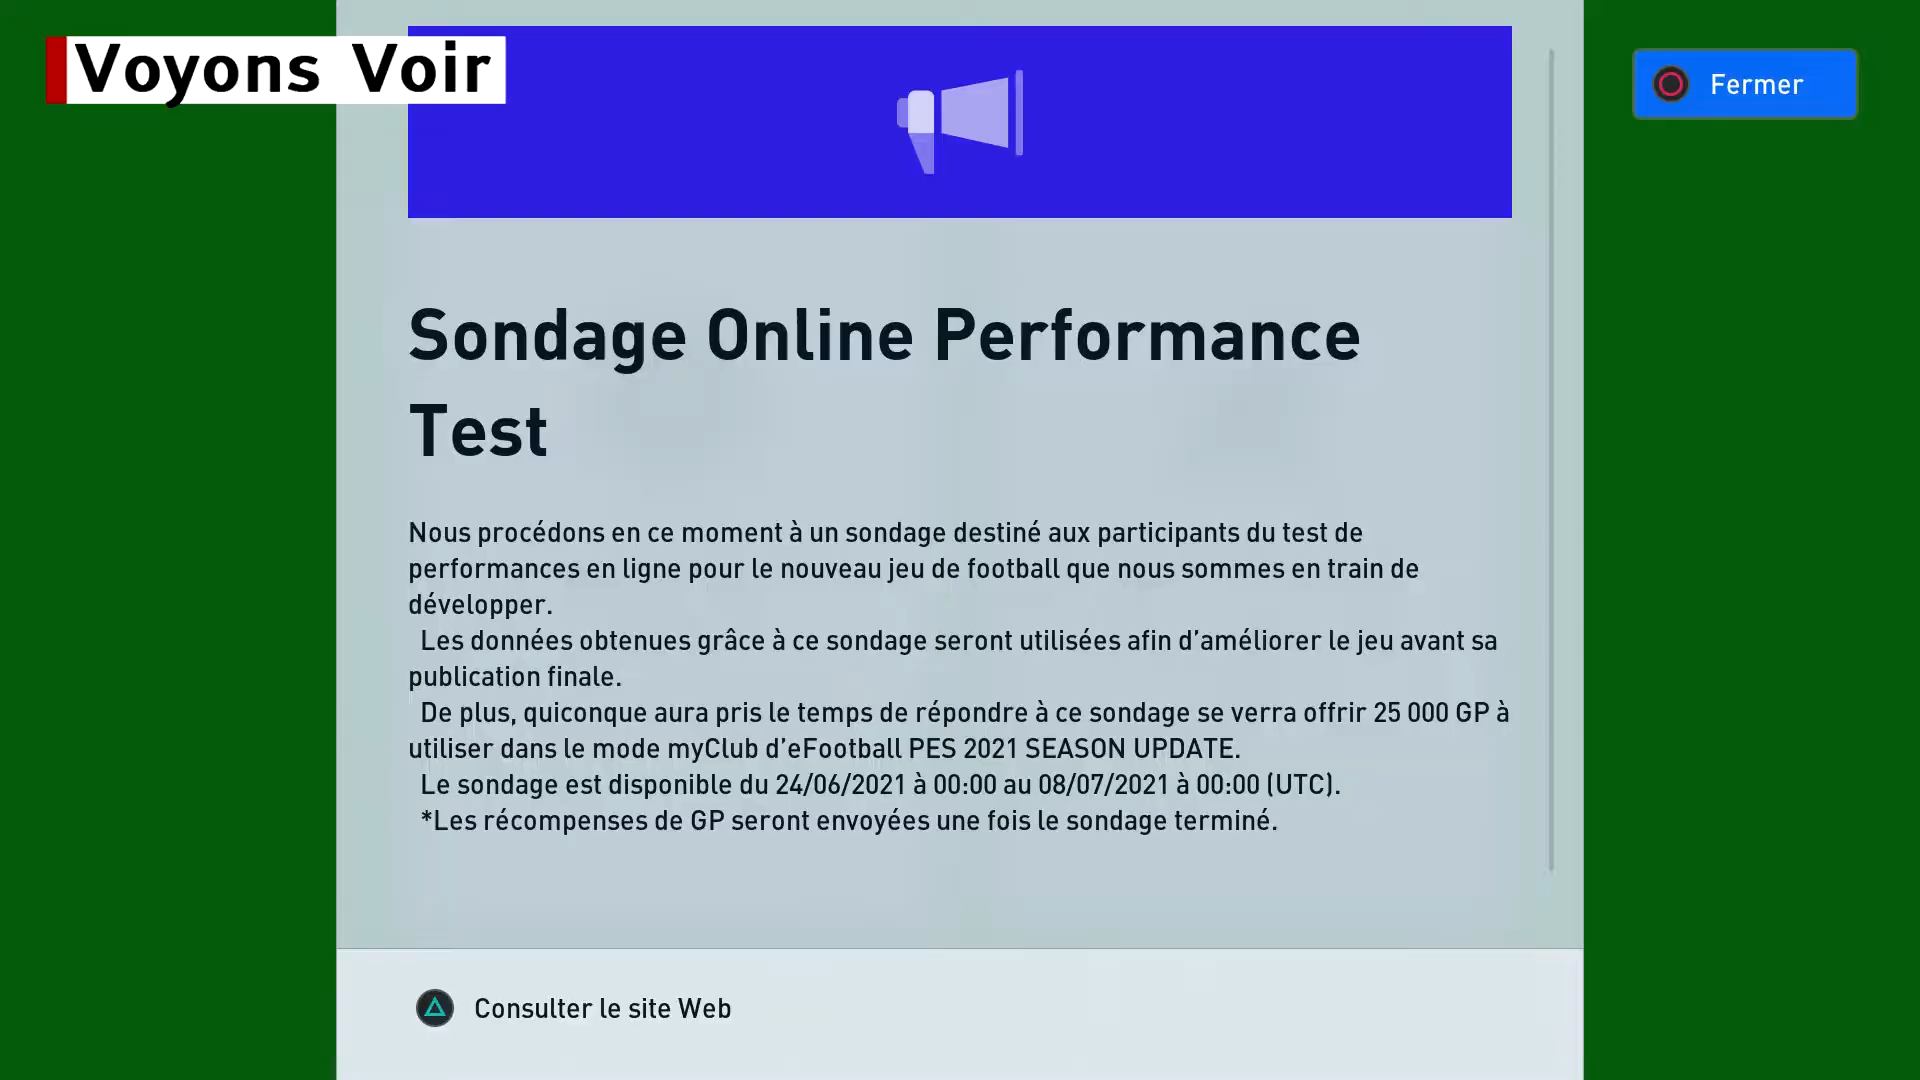 Voyons Voir
Fermer
Sondage Online Performance
Test
Nous procédons en ce moment à un sondage destiné aux participants du test de
performances en ligne pour le nouveau jeu de football que nous sommes en train de
développer.
Les données obtenues grâce à ce sondage seront utilisées afin d’améliorer le jeu avant sa
publication finale.
De plus, quiconque aura pris le temps de répondre à ce sondage se verra offrir 25 000 GP à
utiliser dans le mode myClub d’eFootball PES 2021 SEASON UPDATE.
Le sondage est disponible du 24/06/2021 à 00:00 au 08/07/2021 à 00:00 (UTC).
*Les récompenses de GP seront envoyées une fois le sondage terminé.
Consulter le site Web